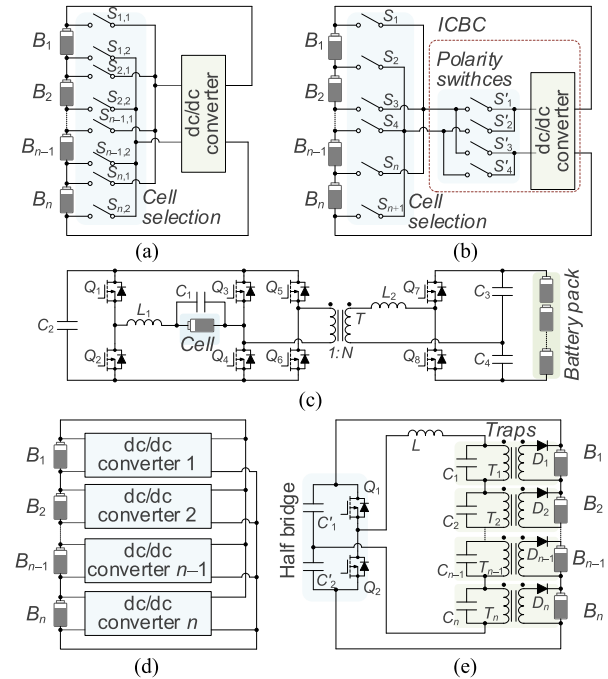 S1,1
B1
S1,2
S2,1
B2
S2,2
Sn−1,1
Bn−1
Sn−1,2
Sn,1
Bn
Sn,2
dc/dc converter
Cell selection
(a)
S1
ICBC
B1
S2
Polarity
swithces
B2
S3
S4
S'1
S'2
S'3
S'4
dc/dc converter
Bn−1
Sn
Bn
Sn+1
Cell selection
(b)
Q1
C1
Q3
Q5
L2
Q7
C3
L1
C2
Cell
T
1:N
Q2
Q4
Q6
Q8
C4
Battery pack
(c)
B1
dc/dc
converter 1
B2
dc/dc
converter 2
Bn−1
dc/dc
converter n−1
Bn
dc/dc
converter n
(d)
Traps
L
D1
B1
C1
T1
Half bridge
Q1
C'1
D2
B2
C2
T2
C'2
Q2
Dn−1
Bn−1
Cn−1
Tn−1
Dn
Bn
Cn
Tn
(e)